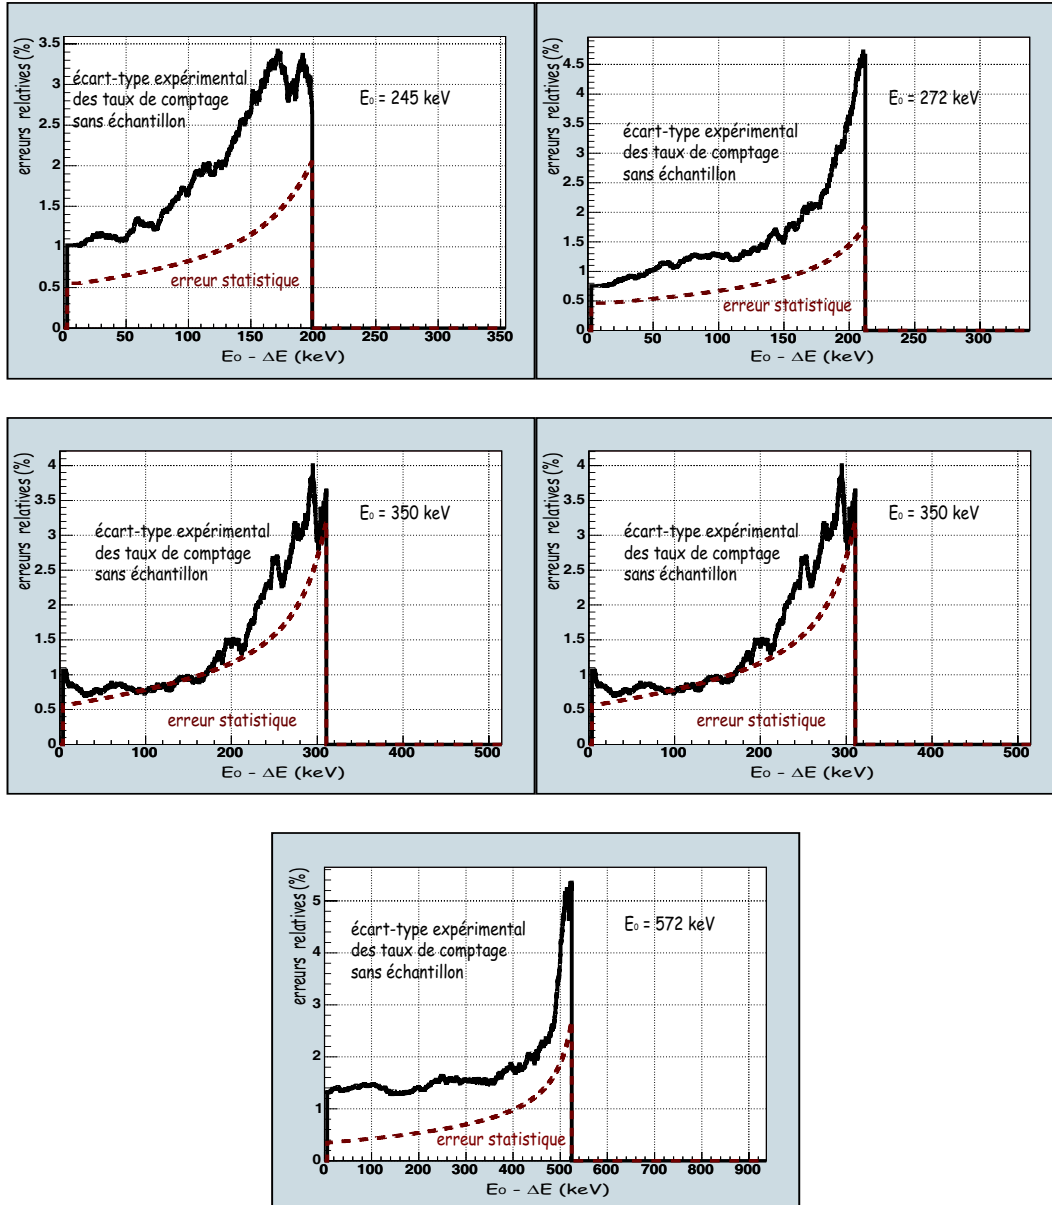 erreurs relatives (%)
3.5
3
2.5
2
1.5
1
0.5
0
écart-type expérimental
des taux de comptage
sans échantillon
E₀ = 245 keV
erreur statistique
0 50 100 150 200 250 300 350
E₀ - ΔE (keV)
erreurs relatives (%)
4.5
4
3.5
3
2.5
2
1.5
1
0.5
0
E₀ = 272 keV
écart-type expérimental
des taux de comptage
sans échantillon
erreur statistique
0 50 100 150 200 250 300
E₀ - ΔE (keV)
erreurs relatives (%)
4
3.5
3
2.5
2
1.5
1
0.5
0
E₀ = 350 keV
écart-type expérimental
des taux de comptage
sans échantillon
erreur statistique
0 100 200 300 400 500
E₀ - ΔE (keV)
erreurs relatives (%)
4
3.5
3
2.5
2
1.5
1
0.5
0
E₀ = 350 keV
écart-type expérimental
des taux de comptage
sans échantillon
erreur statistique
0 100 200 300 400 500
E₀ - ΔE (keV)
erreurs relatives (%)
5
4
3
2
1
0
E₀ = 572 keV
écart-type expérimental
des taux de comptage
sans échantillon
erreur statistique
0 100 200 300 400 500 600 700 800 900
E₀ - ΔE (keV)